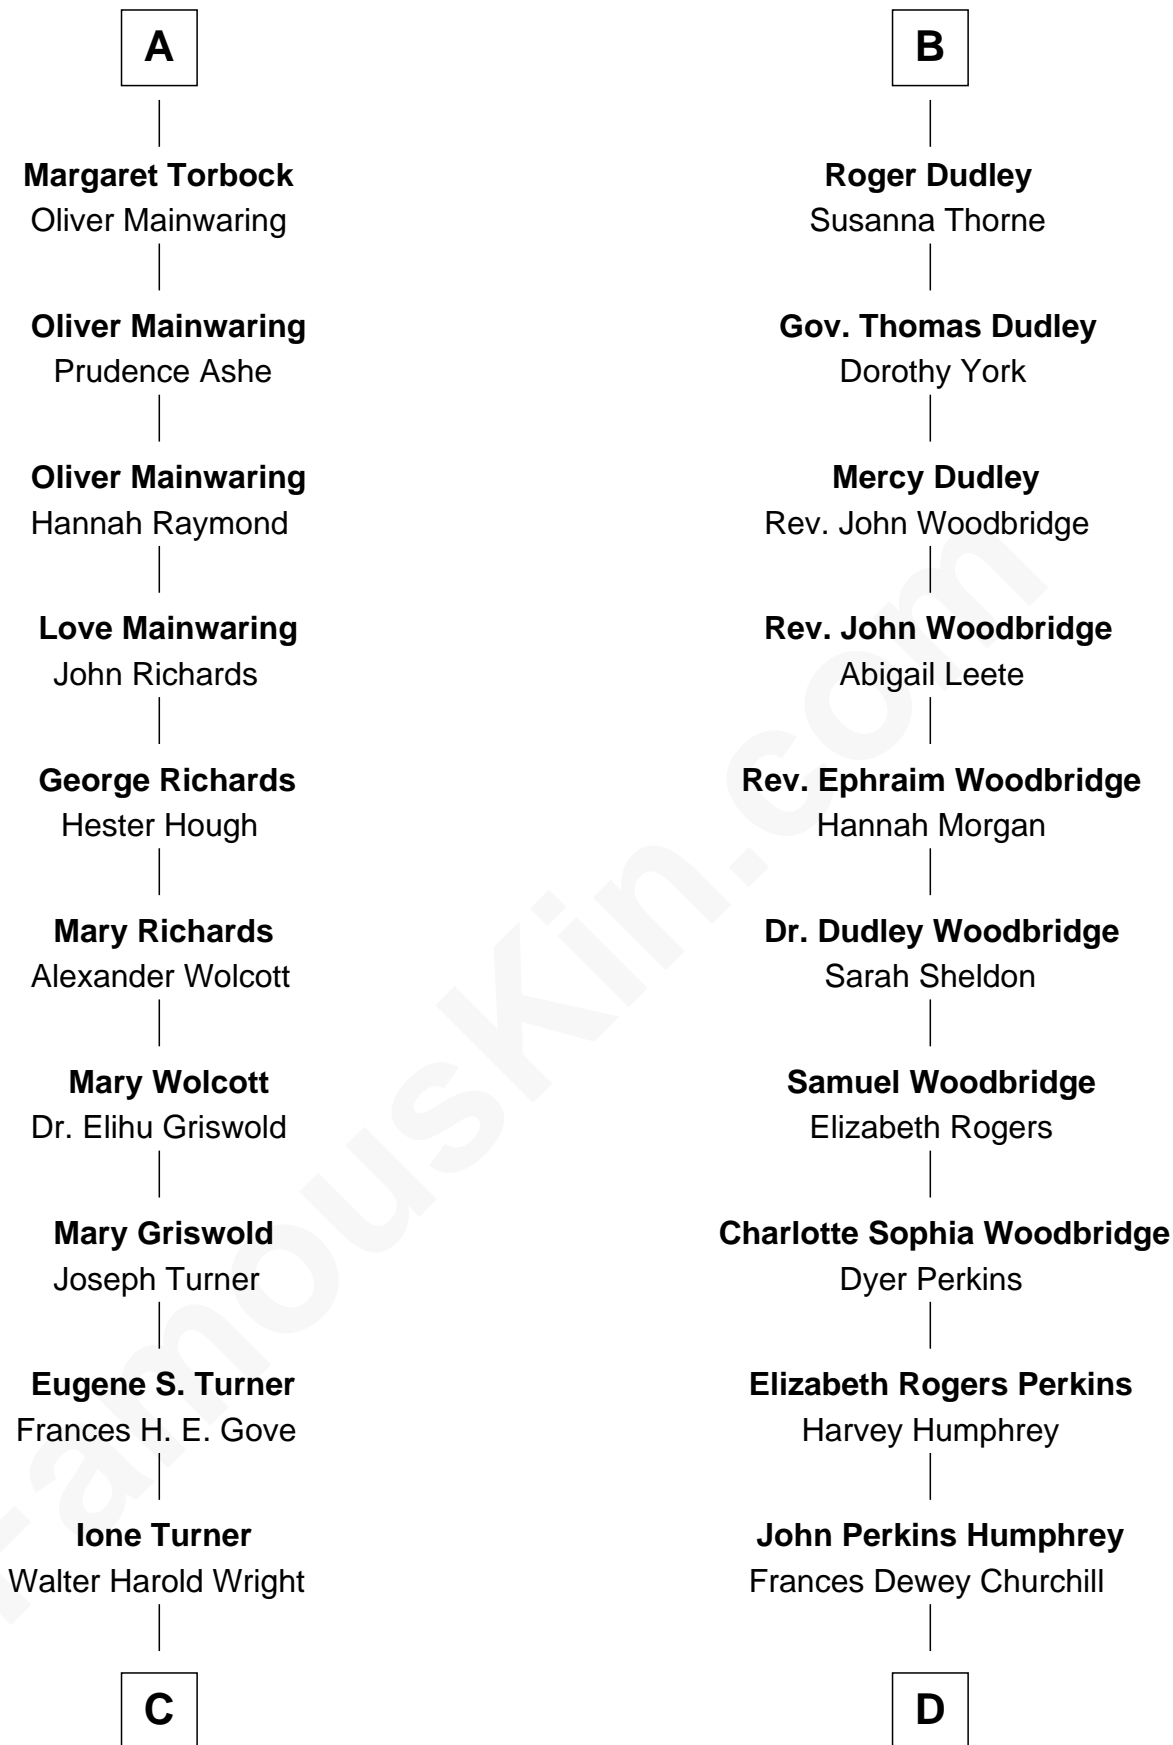 A
Margaret Torbock
Oliver Mainwaring
Oliver Mainwaring
Prudence Ashe
Oliver Mainwaring
Hannah Raymond
Love Mainwaring
John Richards
George Richards
Hester Hough
Mary Richards
Alexander Wolcott
Mary Wolcott
Dr. Elihu Griswold
Mary Griswold
Joseph Turner
Eugene S. Turner
Frances H. E. Gove
Ione Turner
Walter Harold Wright
C
B
Roger Dudley
Susanna Thorne
Gov. Thomas Dudley
Dorothy York
Mercy Dudley
Rev. John Woodbridge
Rev. John Woodbridge
Abigail Leete
Rev. Ephraim Woodbridge
Hannah Morgan
Dr. Dudley Woodbridge
Sarah Sheldon
Samuel Woodbridge
Elizabeth Rogers
Charlotte Sophia Woodbridge
Dyer Perkins
Elizabeth Rogers Perkins
Harvey Humphrey
John Perkins Humphrey
Frances Dewey Churchill
D
FamousKin.com